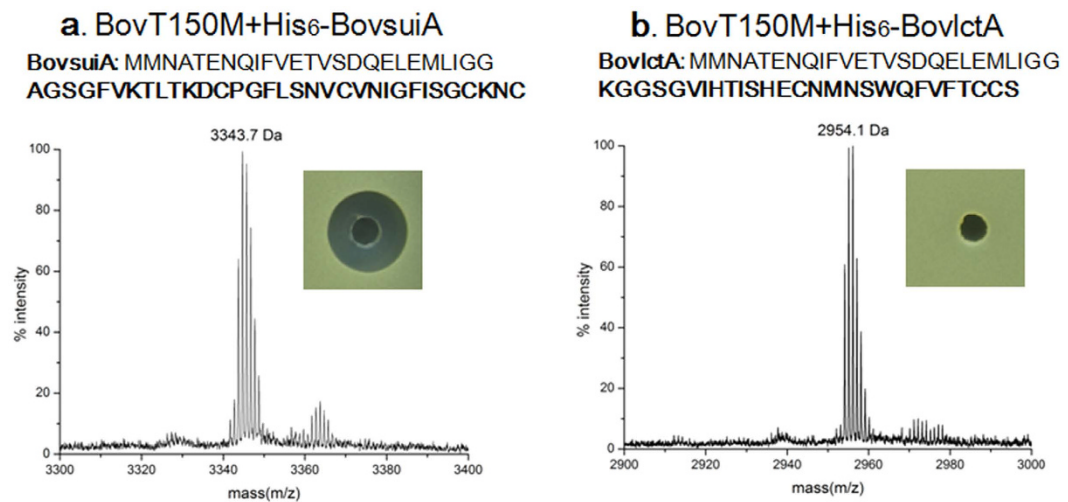 a. BovT150M+His6-BovsuiA
BovsuiA: MMNATENQIFVETVSDQELEMLIGG
AGSGFVKTLTKDCPGFLSNVCVNIGFISGCKNC
3343.7 Da
100
80
60
40
20
0
% intensity
3300
3320
3340
3360
3380
3400
mass(m/z)
b. BovT150M+His6-BovlctA
BovlctA: MMNATENQIFVETVSDQELEMLIGG
KGGSGVIHTISHECNMNSWQFVFTCCS
2954.1 Da
100
80
60
40
20
0
% intensity
2900
2920
2940
2960
2980
3000
mass(m/z)